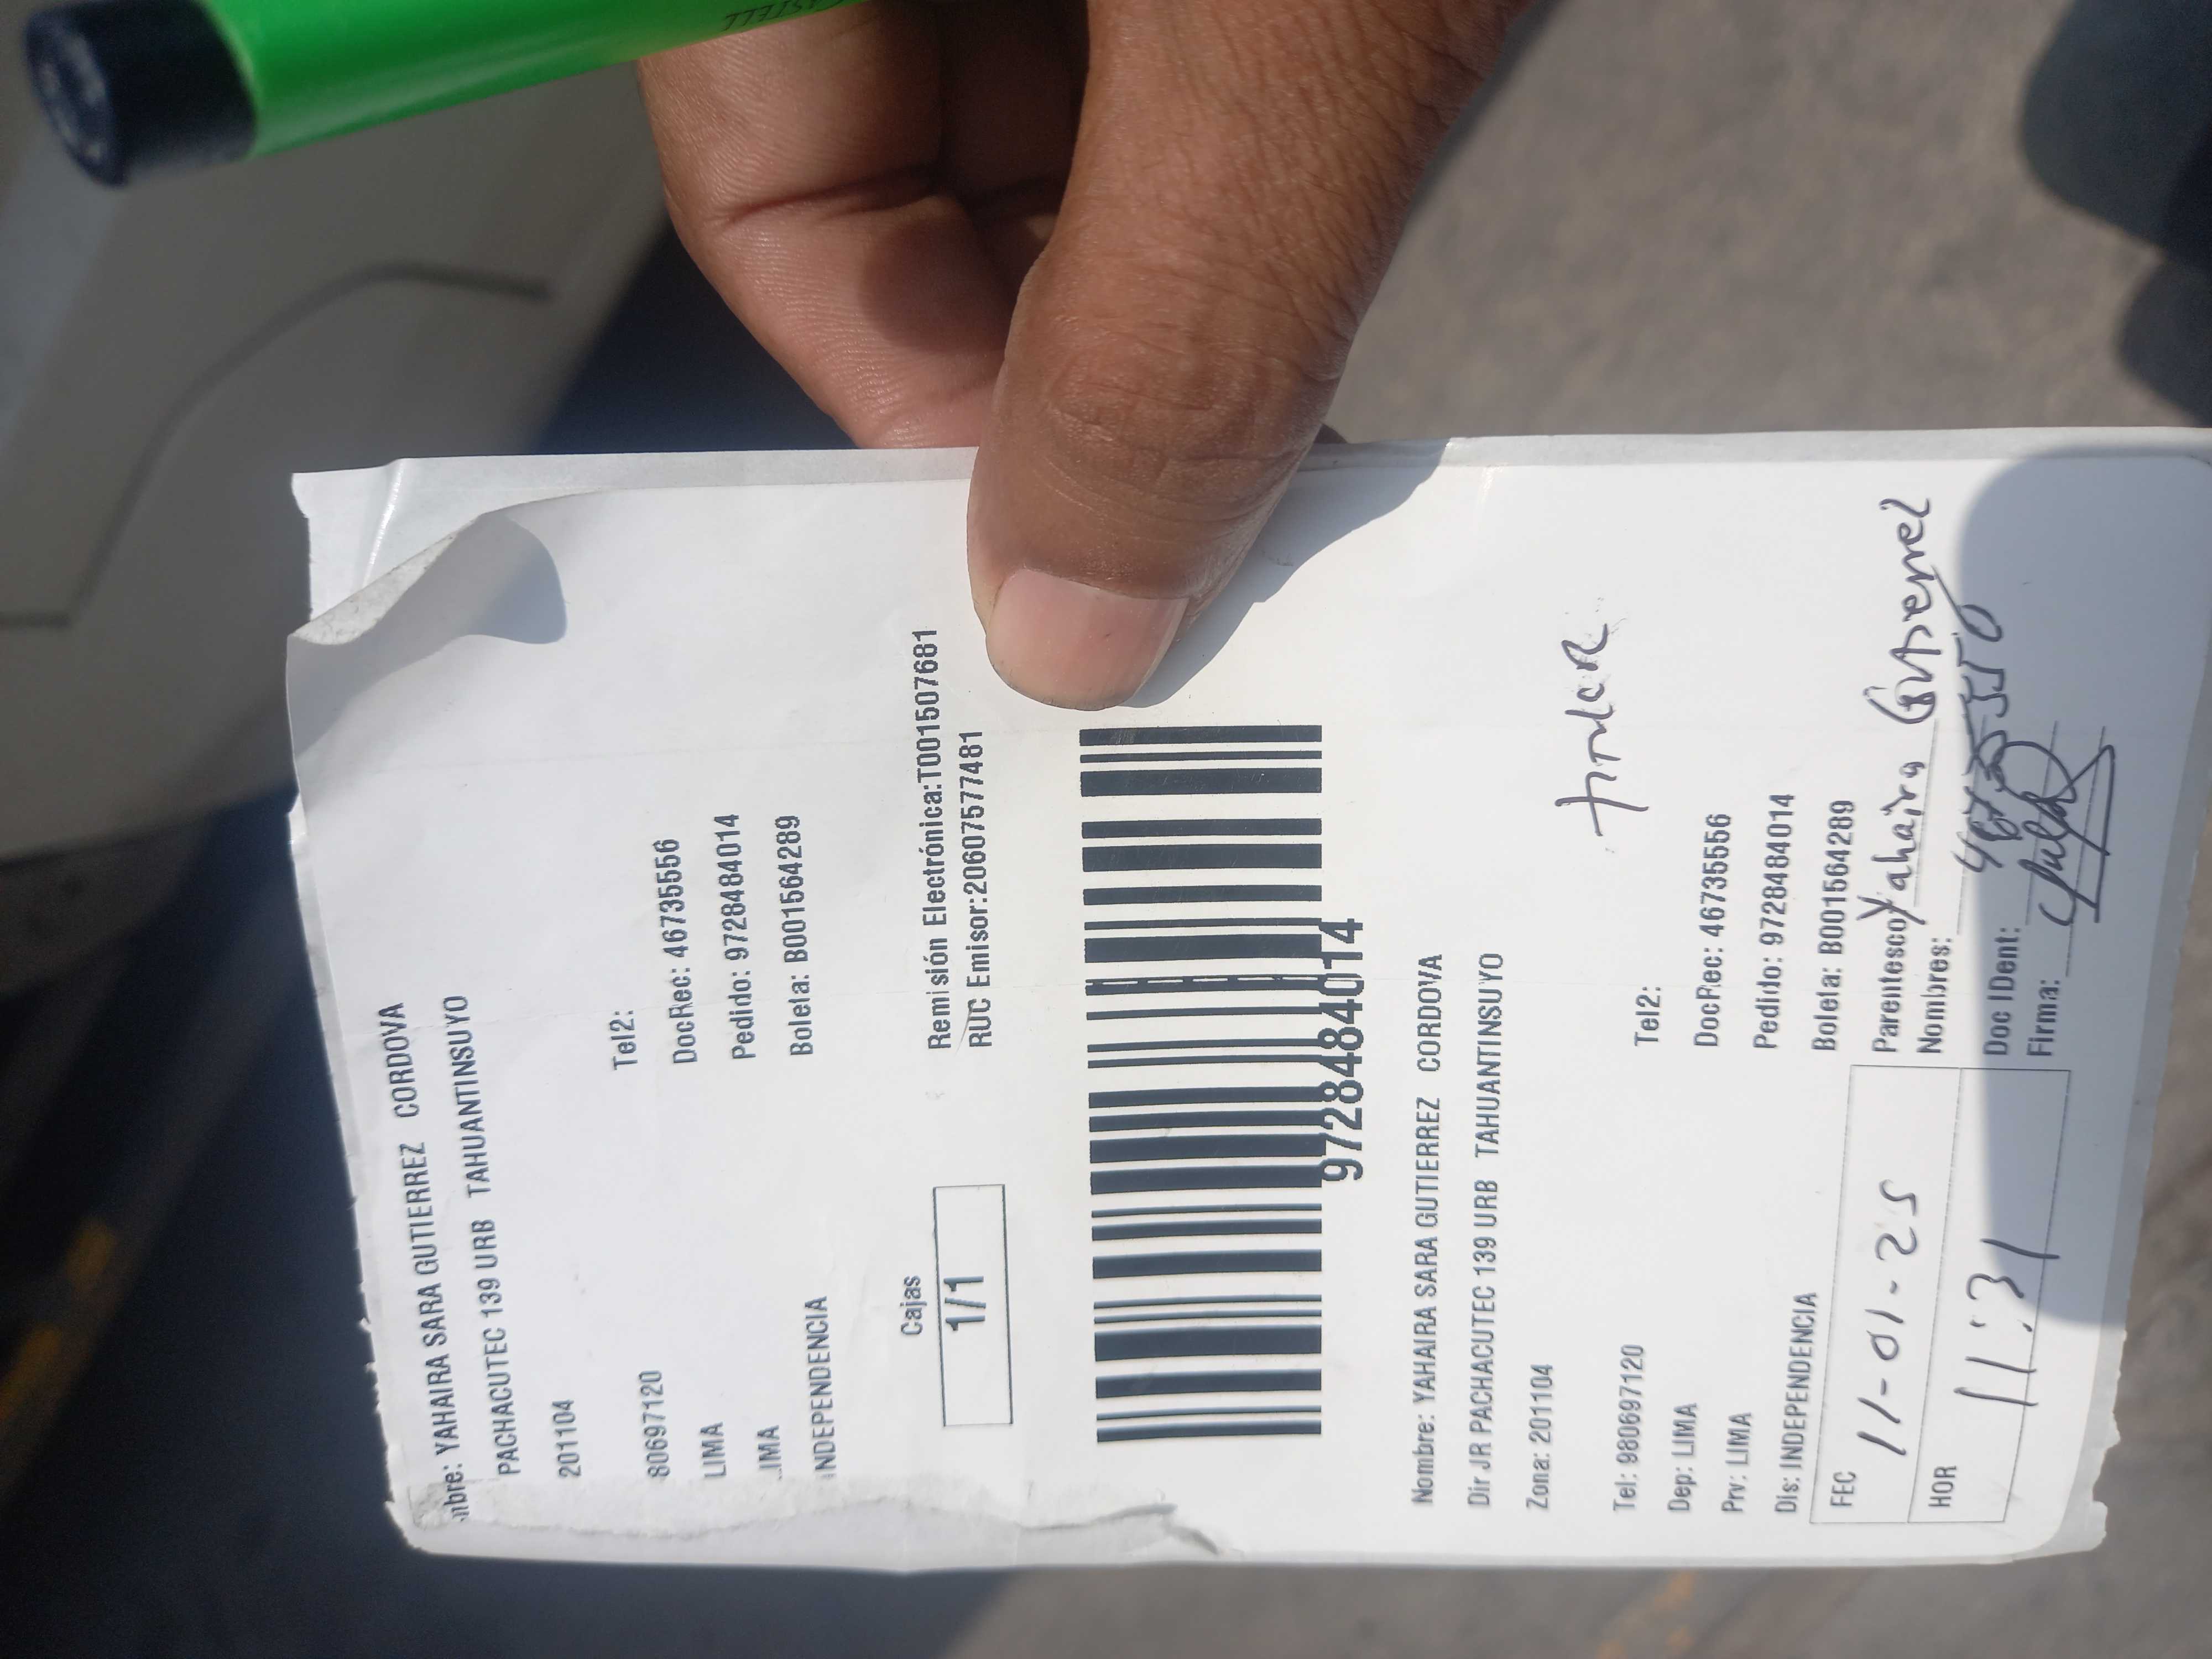 CASTELL
mbre: YAHAIRA SARA GUTIERREZ CORDOVA
PACHACUTEC 139 URB TAHUANTINSUYO
201104
80697120 Tel2:
LIMA DocRec: 46735556
IMA Pedido: 9728484014
INDEPENDENCIA Boleta: B001564289
Cajas
1/1
Remisión Electrónica:T001507681
RUC Emisor:20607577481
9728484014
Nombre: YAHAIRA SARA GUTIERREZ CORDOVA
Dir JR PACHACUTEC 139 URB TAHUANTINSUYO
Zona: 201104
Tel: 980697120 Tel2:
Dep: LIMA DocRec: 46735556
Prv: LIMA Pedido: 9728484014
Dis: INDEPENDENCIA Boleta: B001564289
FEC 11-01-25
HOR 11:31
Parentesco
Nombres: Yahaira Gutierrez
Doc IDent:
Firma: